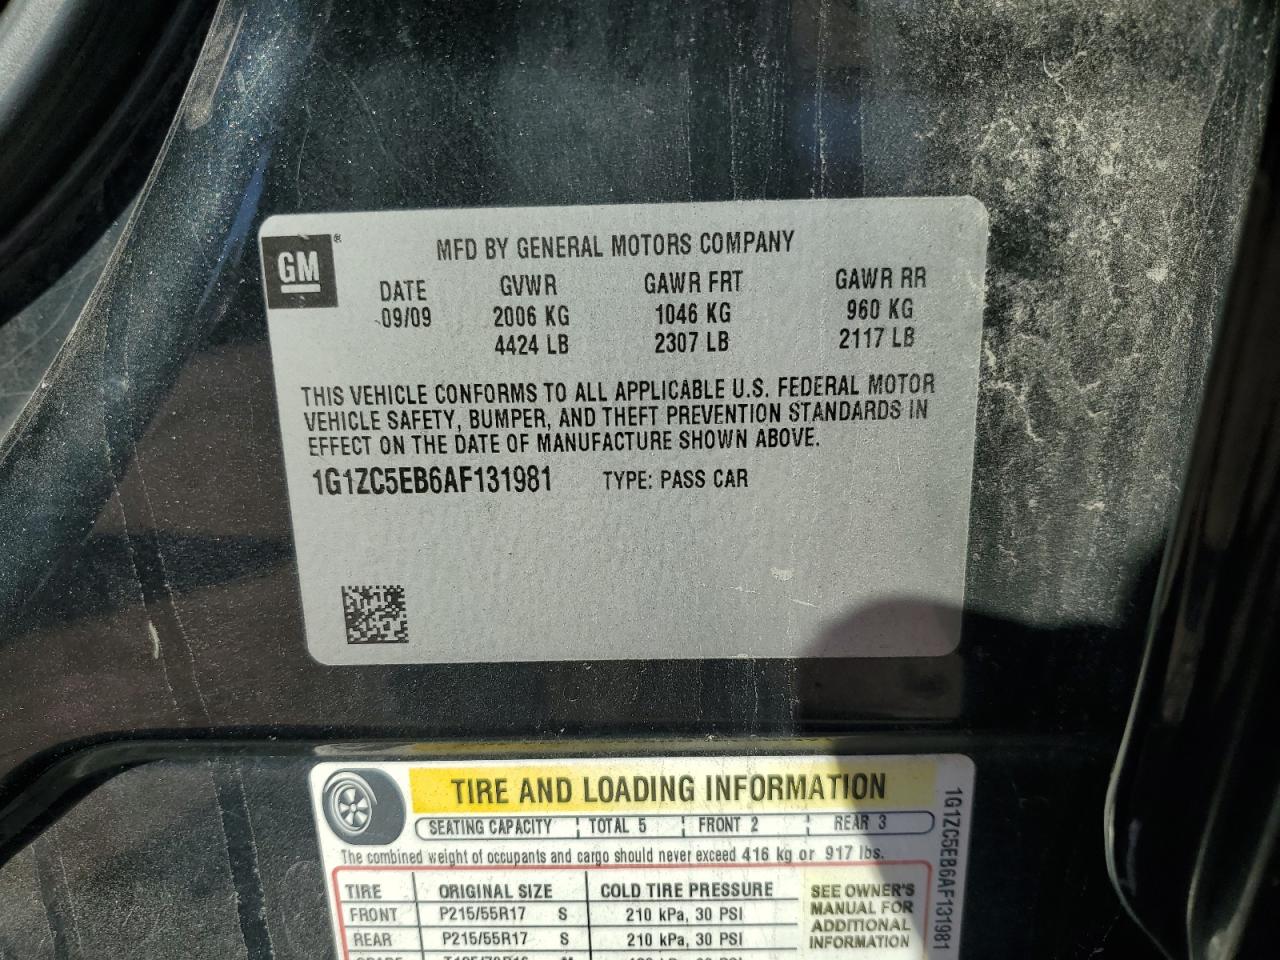 GM ®
MFD BY GENERAL MOTORS COMPANY
DATE GVWR GAWR FRT GAWR RR
09/09 2006 KG 1046 KG 960 KG
4424 LB 2307 LB 2117 LB
THIS VEHICLE CONFORMS TO ALL APPLICABLE U.S. FEDERAL MOTOR
VEHICLE SAFETY, BUMPER, AND THEFT PREVENTION STANDARDS IN
EFFECT ON THE DATE OF MANUFACTURE SHOWN ABOVE.
1G1ZC5EB6AF131981 TYPE: PASS CAR
TIRE AND LOADING INFORMATION
SEATING CAPACITY TOTAL 5 FRONT 2 REAR 3
The combined weight of occupants and cargo should never exceed 416 kg or 917 lbs.
TIRE ORIGINAL SIZE COLD TIRE PRESSURE
FRONT P215/55R17 S 210 kPa, 30 PSI
REAR P215/55R17 S 210 kPa, 30 PSI
SEE OWNER'S
MANUAL FOR
ADDITIONAL
INFORMATION
1G1ZC5EB6AF131981